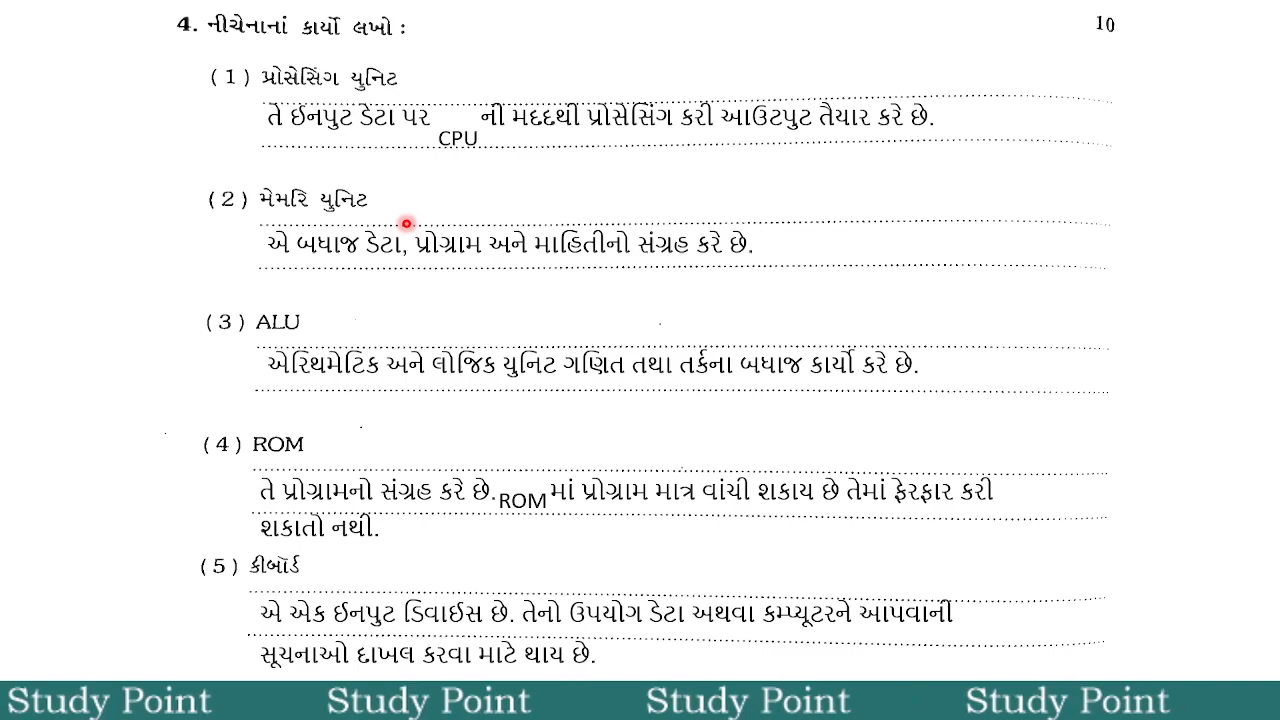 4. નીચેનાનાં કાર્યો લખો : 10
(1) પ્રોસેસિંગ યુનિટ
તે ઈનપુટ ડેટા પર CPU ની મદદથી પ્રોસેસિંગ કરી આઉટપુટ તૈયાર કરે છે.
(2) મેમરિ યુનિટ
એ બધાજ ડેટા, પ્રોગ્રામ અને માહિતીનો સંગ્રહ કરે છે.
(3) ALU
એરિથમેટિક અને લોજિક યુનિટ ગણિત તથા તર્કના બધાજ કાર્યો કરે છે.
(4) ROM
તે પ્રોગ્રામનો સંગ્રહ કરે છે. ROM માં પ્રોગ્રામ માત્ર વાંચી શકાય છે તેમાં ફેરફાર કરી
શકાતો નથી.
(5) કીબૉર્ડ
એ એક ઈનપુટ ડિવાઈસ છે. તેનો ઉપયોગ ડેટા અથવા કમ્પ્યૂટરને આપવાની
સૂચનાઓ દાખલ કરવા માટે થાય છે.
Study Point Study Point Study Point Study Point